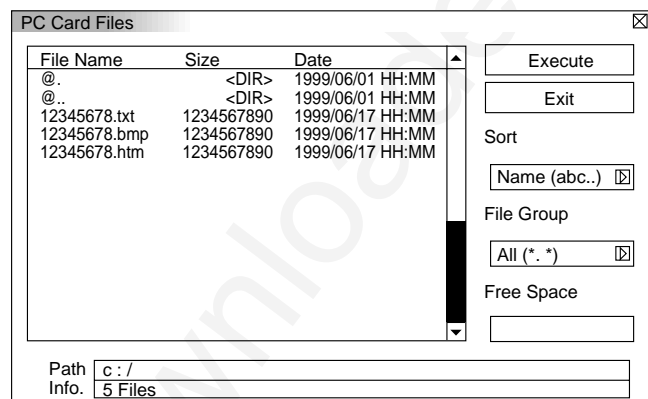 PC Card Files
File Name Size Date
@. <DIR> 1999/06/01 HH:MM
@.. <DIR> 1999/06/01 HH:MM
12345678.txt 1234567890 1999/06/17 HH:MM
12345678.bmp 1234567890 1999/06/17 HH:MM
12345678.htm 1234567890 1999/06/17 HH:MM
Execute
Exit
Sort
Name (abc..)
File Group
All (*. *)
Free Space
Path c : /
Info. 5 Files